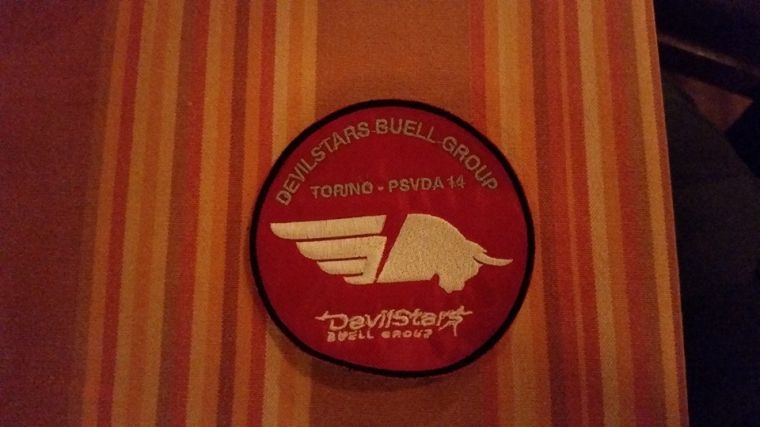 DEVILSTARS BUELL GROUP
TORINO - PSVDA 14
DevilStars
BUELL GROUP